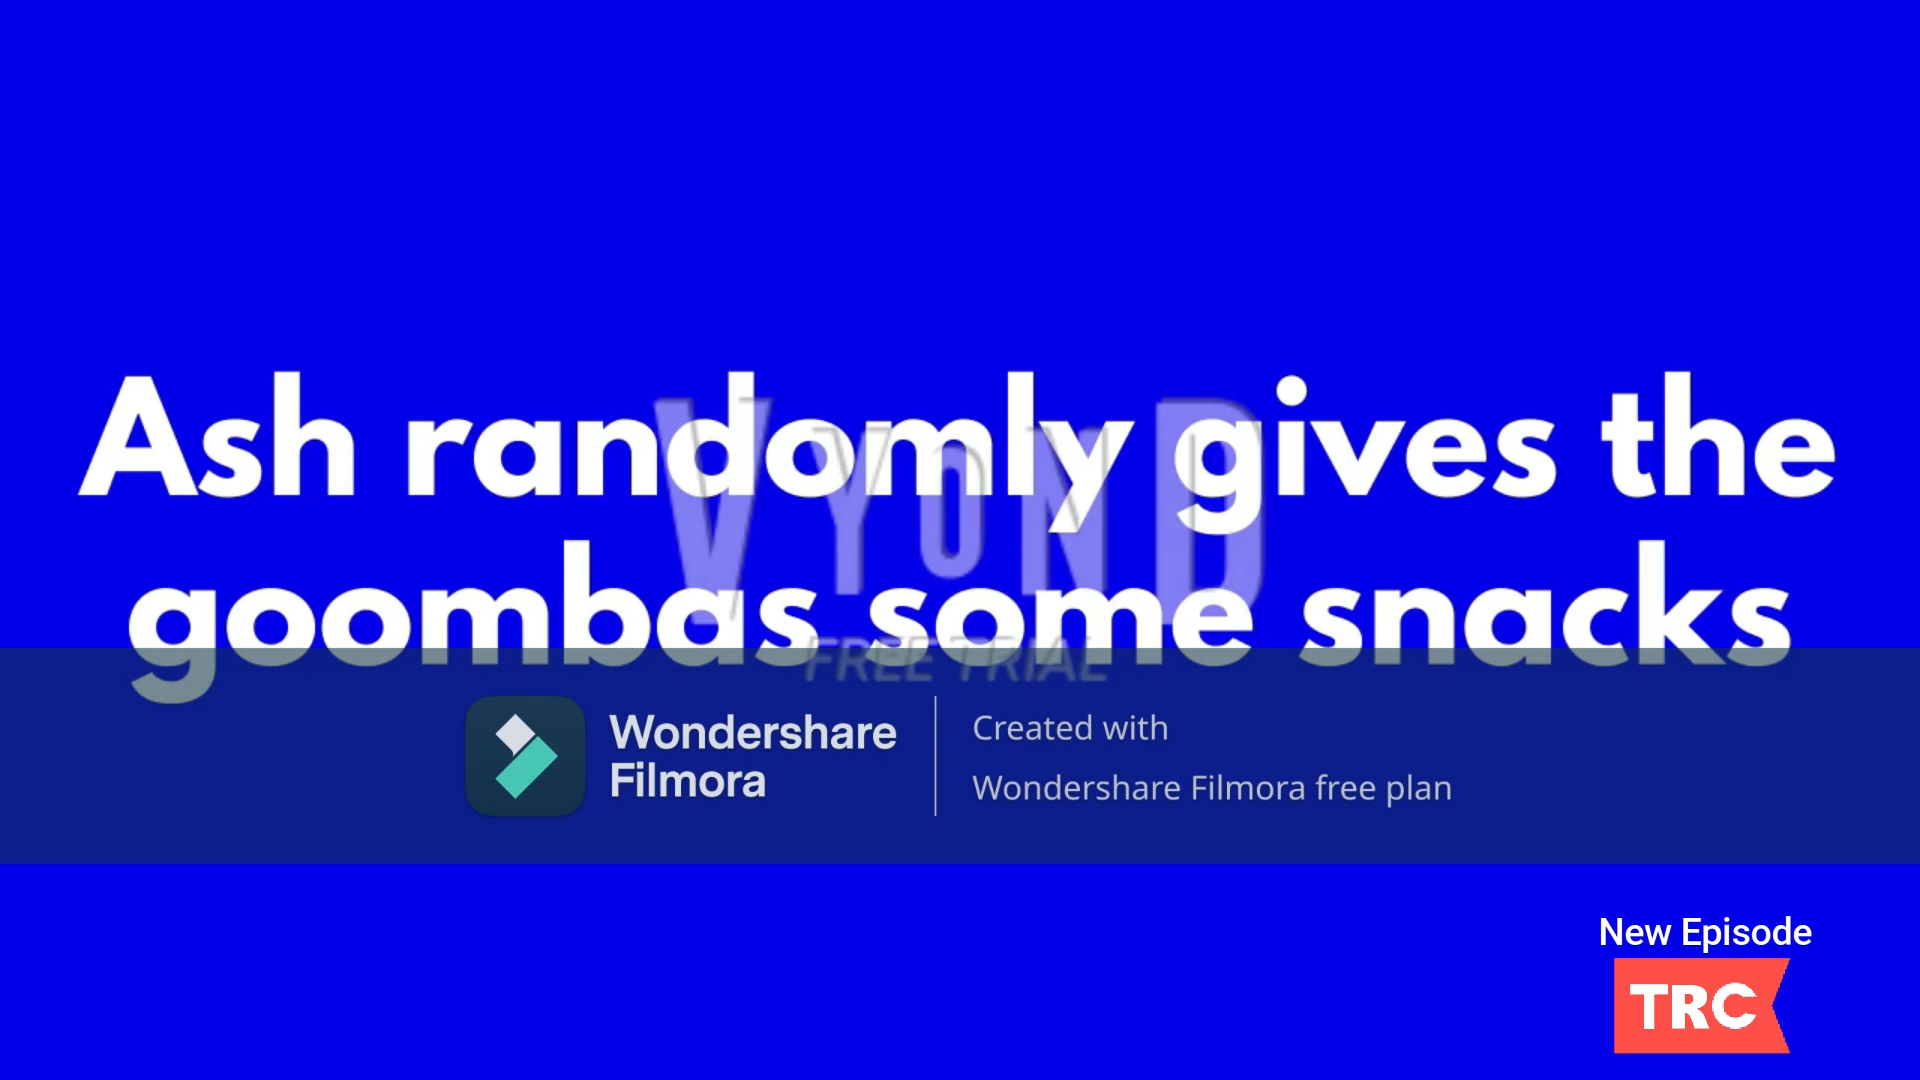 Ash randomly gives the
VYOND
goombas some snacks
FREE TRIAL
Wondershare
Filmora
Created with
Wondershare Filmora free plan
New Episode
TRC